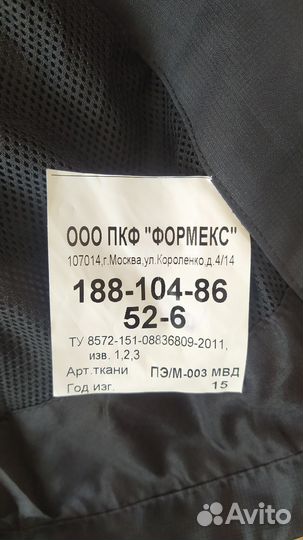 ООО ПКФ "ФОРМЕКС"
107014,г.Москва,ул.Короленко,д.4/14
188-104-86
52-6
ТУ 8572-151-08836809-2011,
изв. 1,2,3
Арт.ткани ПЭ/М-003 МВД
Год изг. 15
Avito